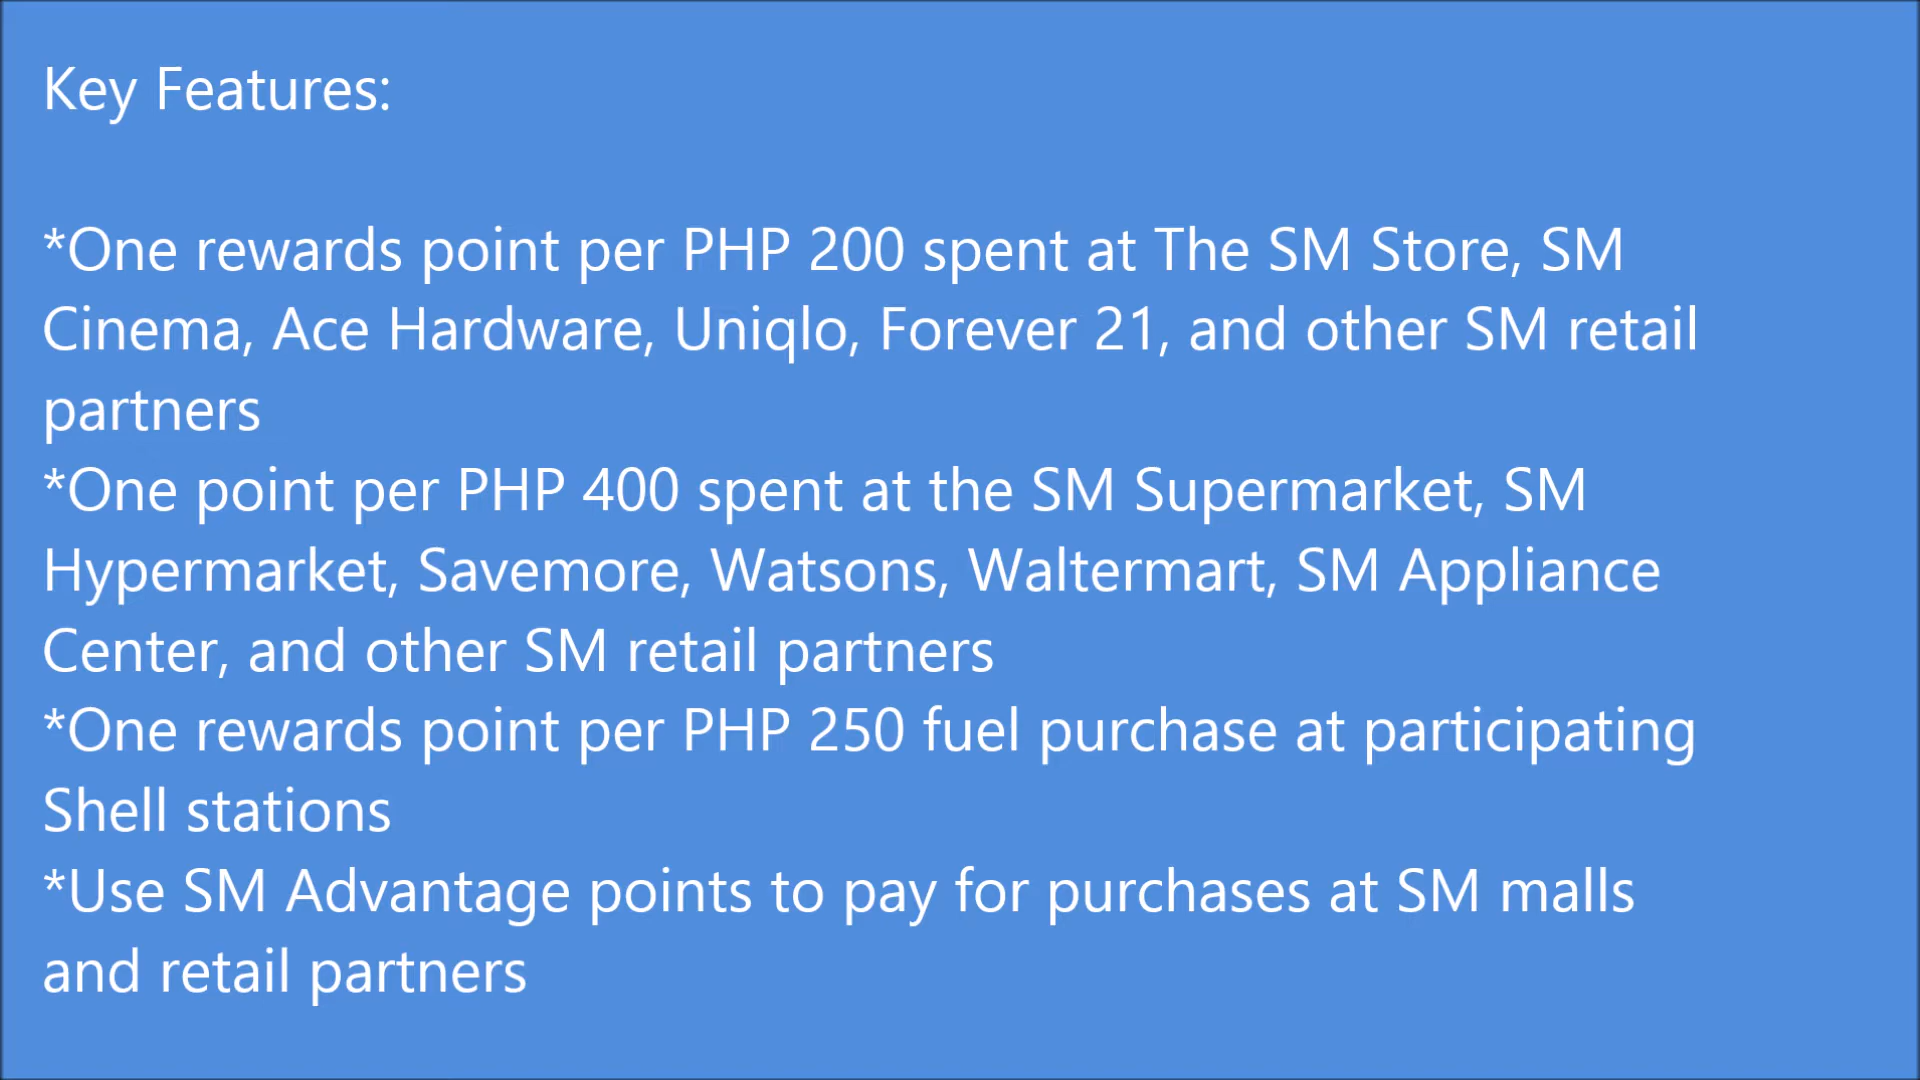 Key Features:
*One rewards point per PHP 200 spent at The SM Store, SM
Cinema, Ace Hardware, Uniqlo, Forever 21, and other SM retail
partners
*One point per PHP 400 spent at the SM Supermarket, SM
Hypermarket, Savemore, Watsons, Waltermart, SM Appliance
Center, and other SM retail partners
*One rewards point per PHP 250 fuel purchase at participating
Shell stations
*Use SM Advantage points to pay for purchases at SM malls
and retail partners